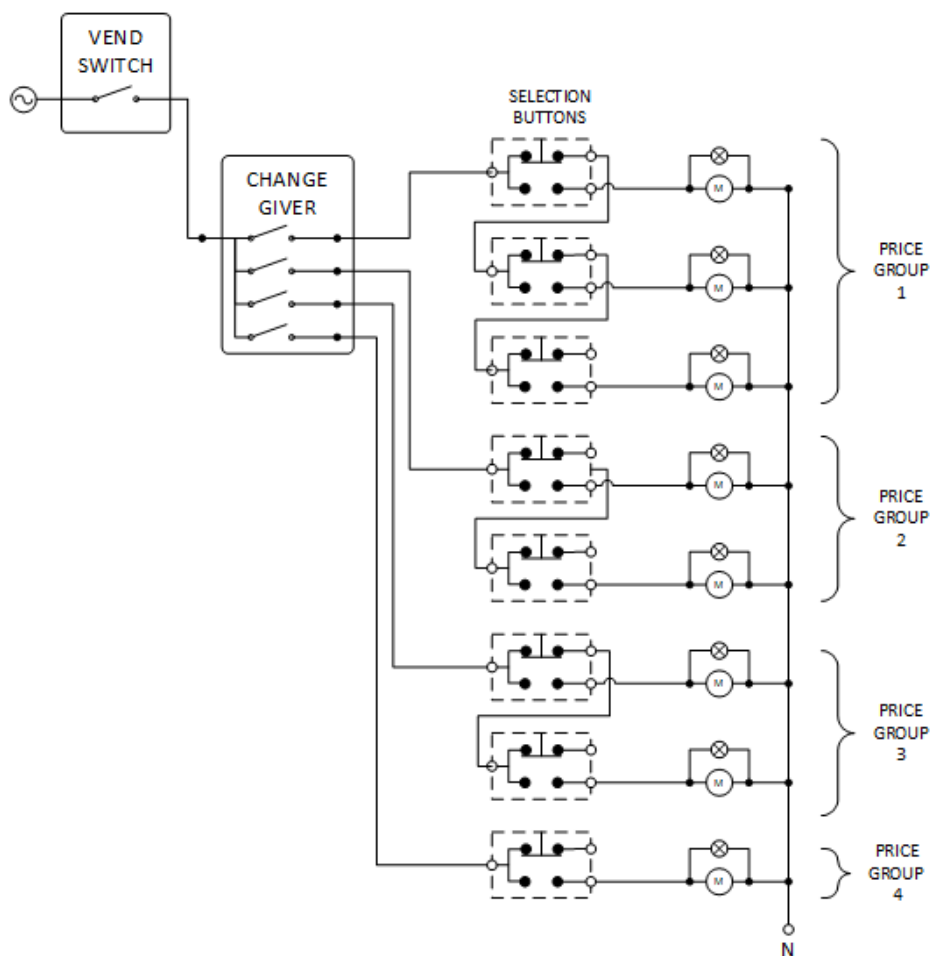 VEND
SWITCH
CHANGE
GIVER
SELECTION
BUTTONS
M
M
M
PRICE
GROUP
1
M
M
PRICE
GROUP
2
M
M
PRICE
GROUP
3
M
PRICE
GROUP
4
N